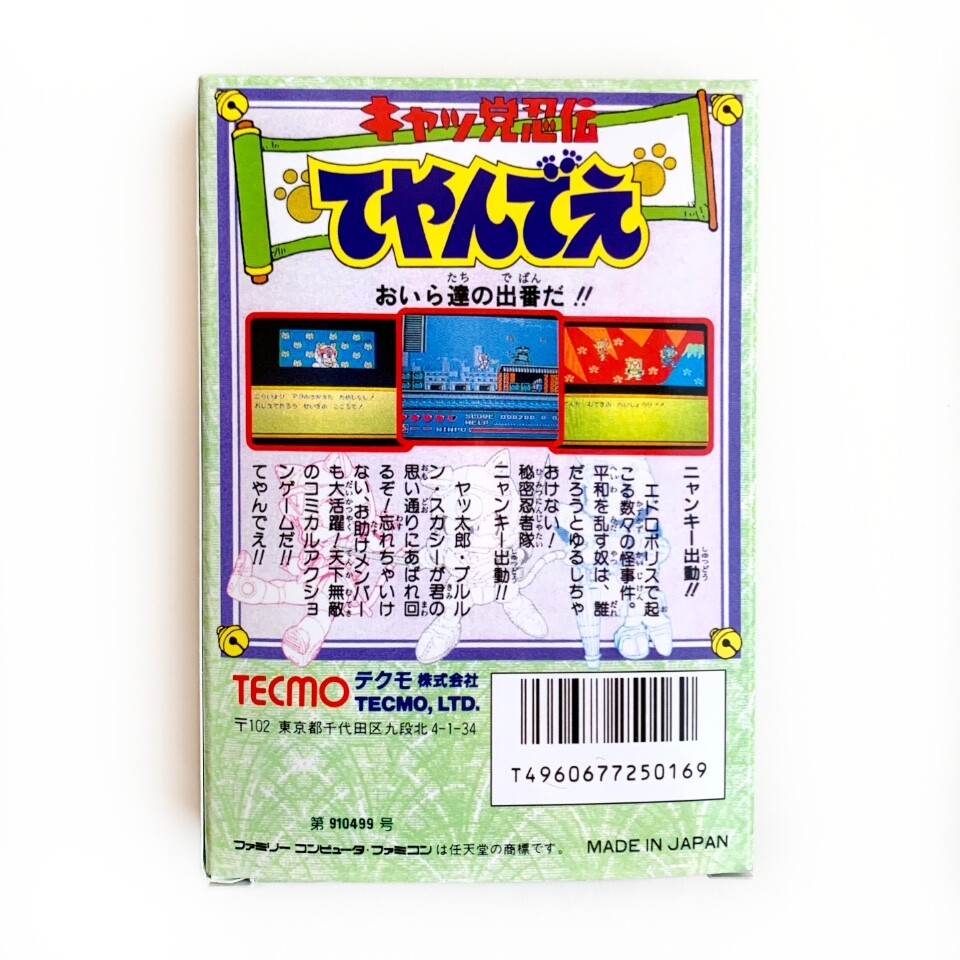 キャッ党忍伝
てやんでえ
おいら達の出番だ!!
SCORE
HELP
NINPO
ニャンキー出動!!
エドロポリスで起
こる数々の怪事件。
平和を乱す奴は、誰
だろうとゆるしちゃ
おけない!
秘密忍者隊
ニャンキー出動!!
ヤツ太郎・プルル
ン・スカシーが君の
思い通りにあばれ回
るぞ!忘れちゃいけ
ない、お助けメンバー
も大活躍!天下無敵
のコミカルアクショ
ンゲームだ!!
てやんでえ!!
TECMO テクモ株式会社
TECMO, LTD.
〒102 東京都千代田区九段北4-1-34
T4960677250169
第 910499 号
ファミリーコンピュータ・ファミコンは任天堂の商標です。 MADE IN JAPAN